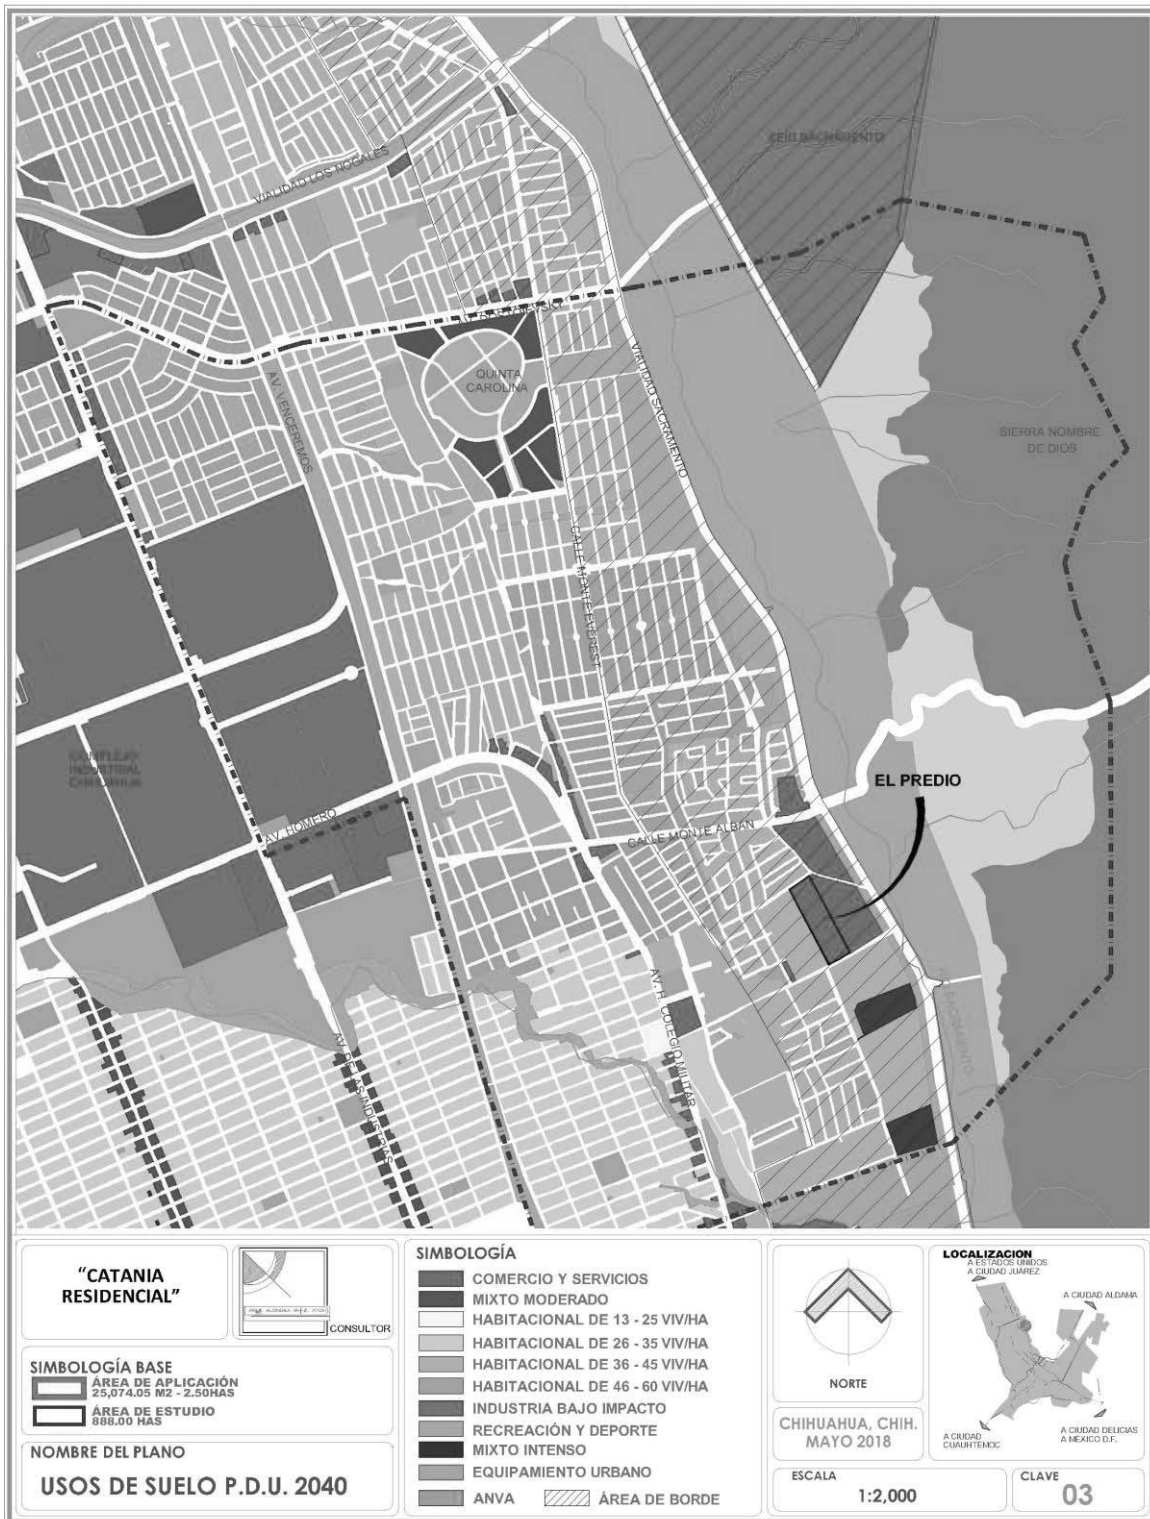 VIALIDAD LOS NOGALES
QUINTA
CAROLINA
AV. VENCEREMOS
VIALIDAD SACRAMENTO
SIERRA NOMBRE
DE DIOS
CALLE MONTE EVEREST
COMPLEJO
INDUSTRIAL
CHIHUAHUA
EL PREDIO
AV. HOMERO
CALLE MONTE ALBAN
AV. H. COLEGIO MILITAR
SACRAMENTO
AV. DE LAS INDUSTRIAS
“CATANIA
RESIDENCIAL”
CONSULTOR
SIMBOLOGÍA BASE
ÁREA DE APLICACIÓN
25,074.05 M2 - 2.50HAS
ÁREA DE ESTUDIO
888.00 HAS
NOMBRE DEL PLANO
USOS DE SUELO P.D.U. 2040
SIMBOLOGÍA
COMERCIO Y SERVICIOS
MIXTO MODERADO
HABITACIONAL DE 13 - 25 VIV/HA
HABITACIONAL DE 26 - 35 VIV/HA
HABITACIONAL DE 36 - 45 VIV/HA
HABITACIONAL DE 46 - 60 VIV/HA
INDUSTRIA BAJO IMPACTO
RECREACIÓN Y DEPORTE
MIXTO INTENSO
EQUIPAMIENTO URBANO
ANVA
ÁREA DE BORDE
NORTE
CHIHUAHUA, CHIH.
MAYO 2018
LOCALIZACION
A ESTADOS UNIDOS
A CIUDAD JUÁREZ
A CIUDAD ALDAMA
A CIUDAD
CUAUHTEMOC
A CIUDAD DELICIAS
A MÉXICO D.F.
ESCALA
1:2,000
CLAVE
03